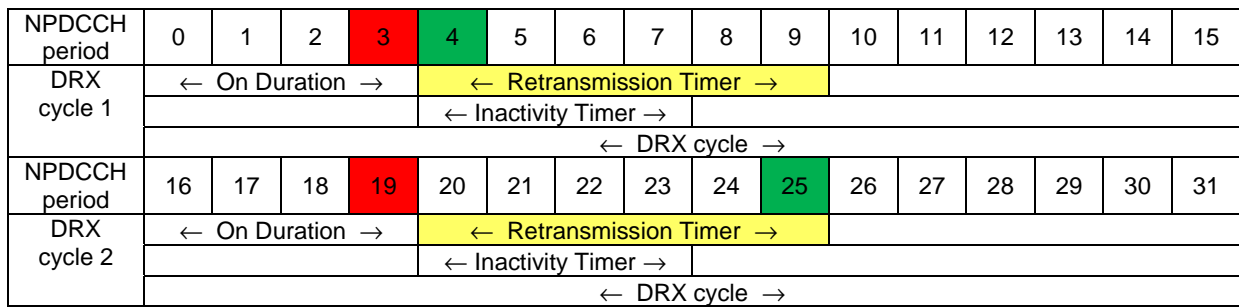 NPDCCH period 0 1 2 3 4 5 6 7 8 9 10 11 12 13 14 15
DRX cycle 1 ← On Duration → ← Retransmission Timer →
← Inactivity Timer →
← DRX cycle →
NPDCCH period 16 17 18 19 20 21 22 23 24 25 26 27 28 29 30 31
DRX cycle 2 ← On Duration → ← Retransmission Timer →
← Inactivity Timer →
← DRX cycle →